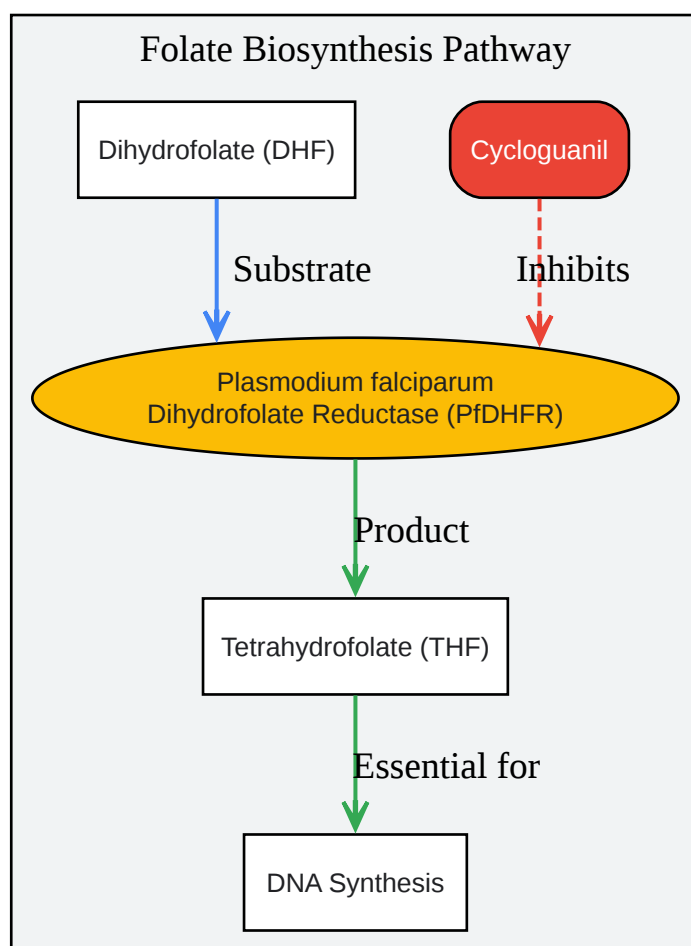 Folate Biosynthesis Pathway
Dihydrofolate (DHF)
Cycloguanil
Substrate
Inhibits
Plasmodium falciparum
Dihydrofolate Reductase (PfDHFR)
Product
Tetrahydrofolate (THF)
Essential for
DNA Synthesis